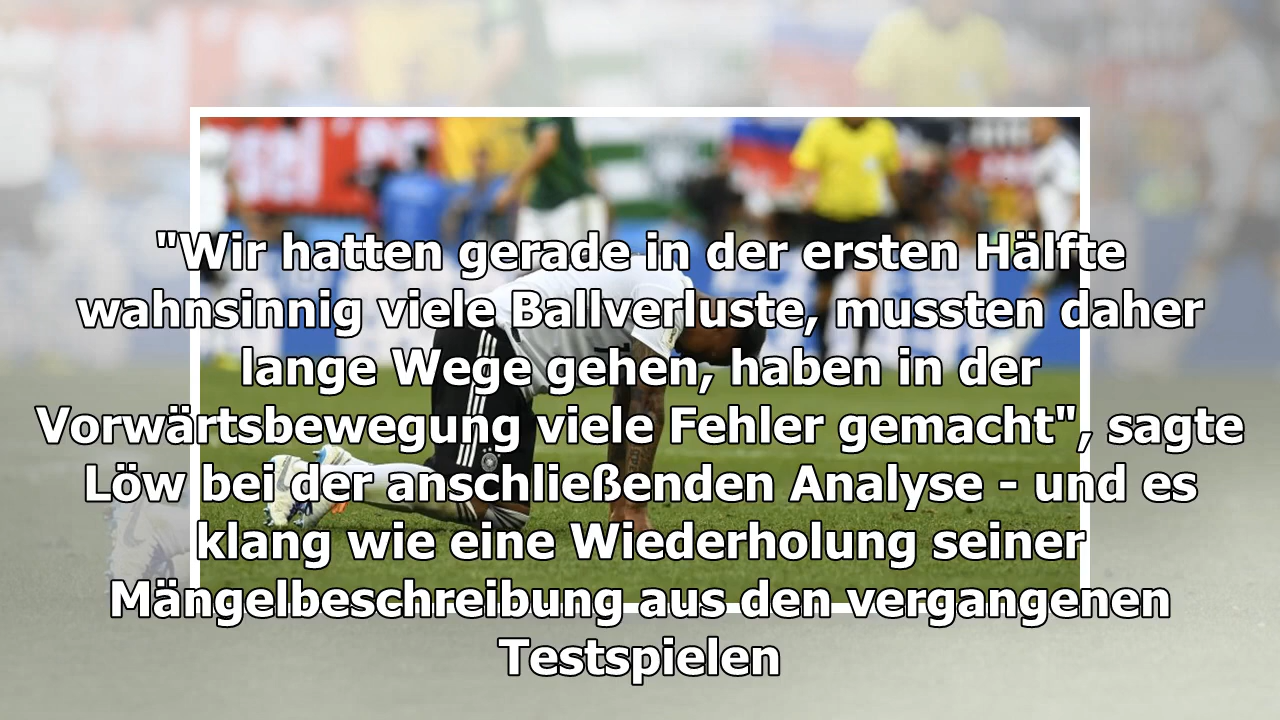 "Wir hatten gerade in der ersten Hälfte
wahnsinnig viele Ballverluste, mussten daher
lange Wege gehen, haben in der
Vorwärtsbewegung viele Fehler gemacht", sagte
Löw bei der anschließenden Analyse - und es
klang wie eine Wiederholung seiner
Mängelbeschreibung aus den vergangenen
Testspielen